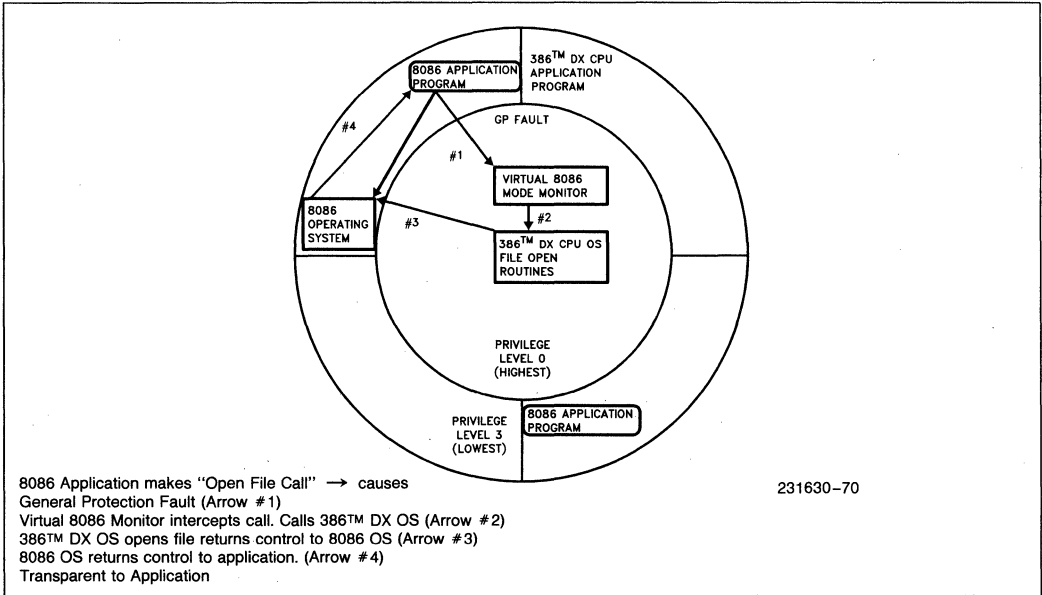 8086 APPLICATION
PROGRAM
386™ DX CPU
APPLICATION
PROGRAM
GP FAULT
#4
#1
VIRTUAL 8086
MODE MONITOR
8086
OPERATING
SYSTEM
#3
#2
386™ DX CPU OS
FILE OPEN
ROUTINES
PRIVILEGE
LEVEL 0
(HIGHEST)
PRIVILEGE
LEVEL 3
(LOWEST)
8086 APPLICATION
PROGRAM
8086 Application makes "Open File Call" → causes
General Protection Fault (Arrow #1)
Virtual 8086 Monitor intercepts call. Calls 386™ DX OS (Arrow #2)
386™ DX OS opens file returns control to 8086 OS (Arrow #3)
8086 OS returns control to application. (Arrow #4)
Transparent to Application
231630–70